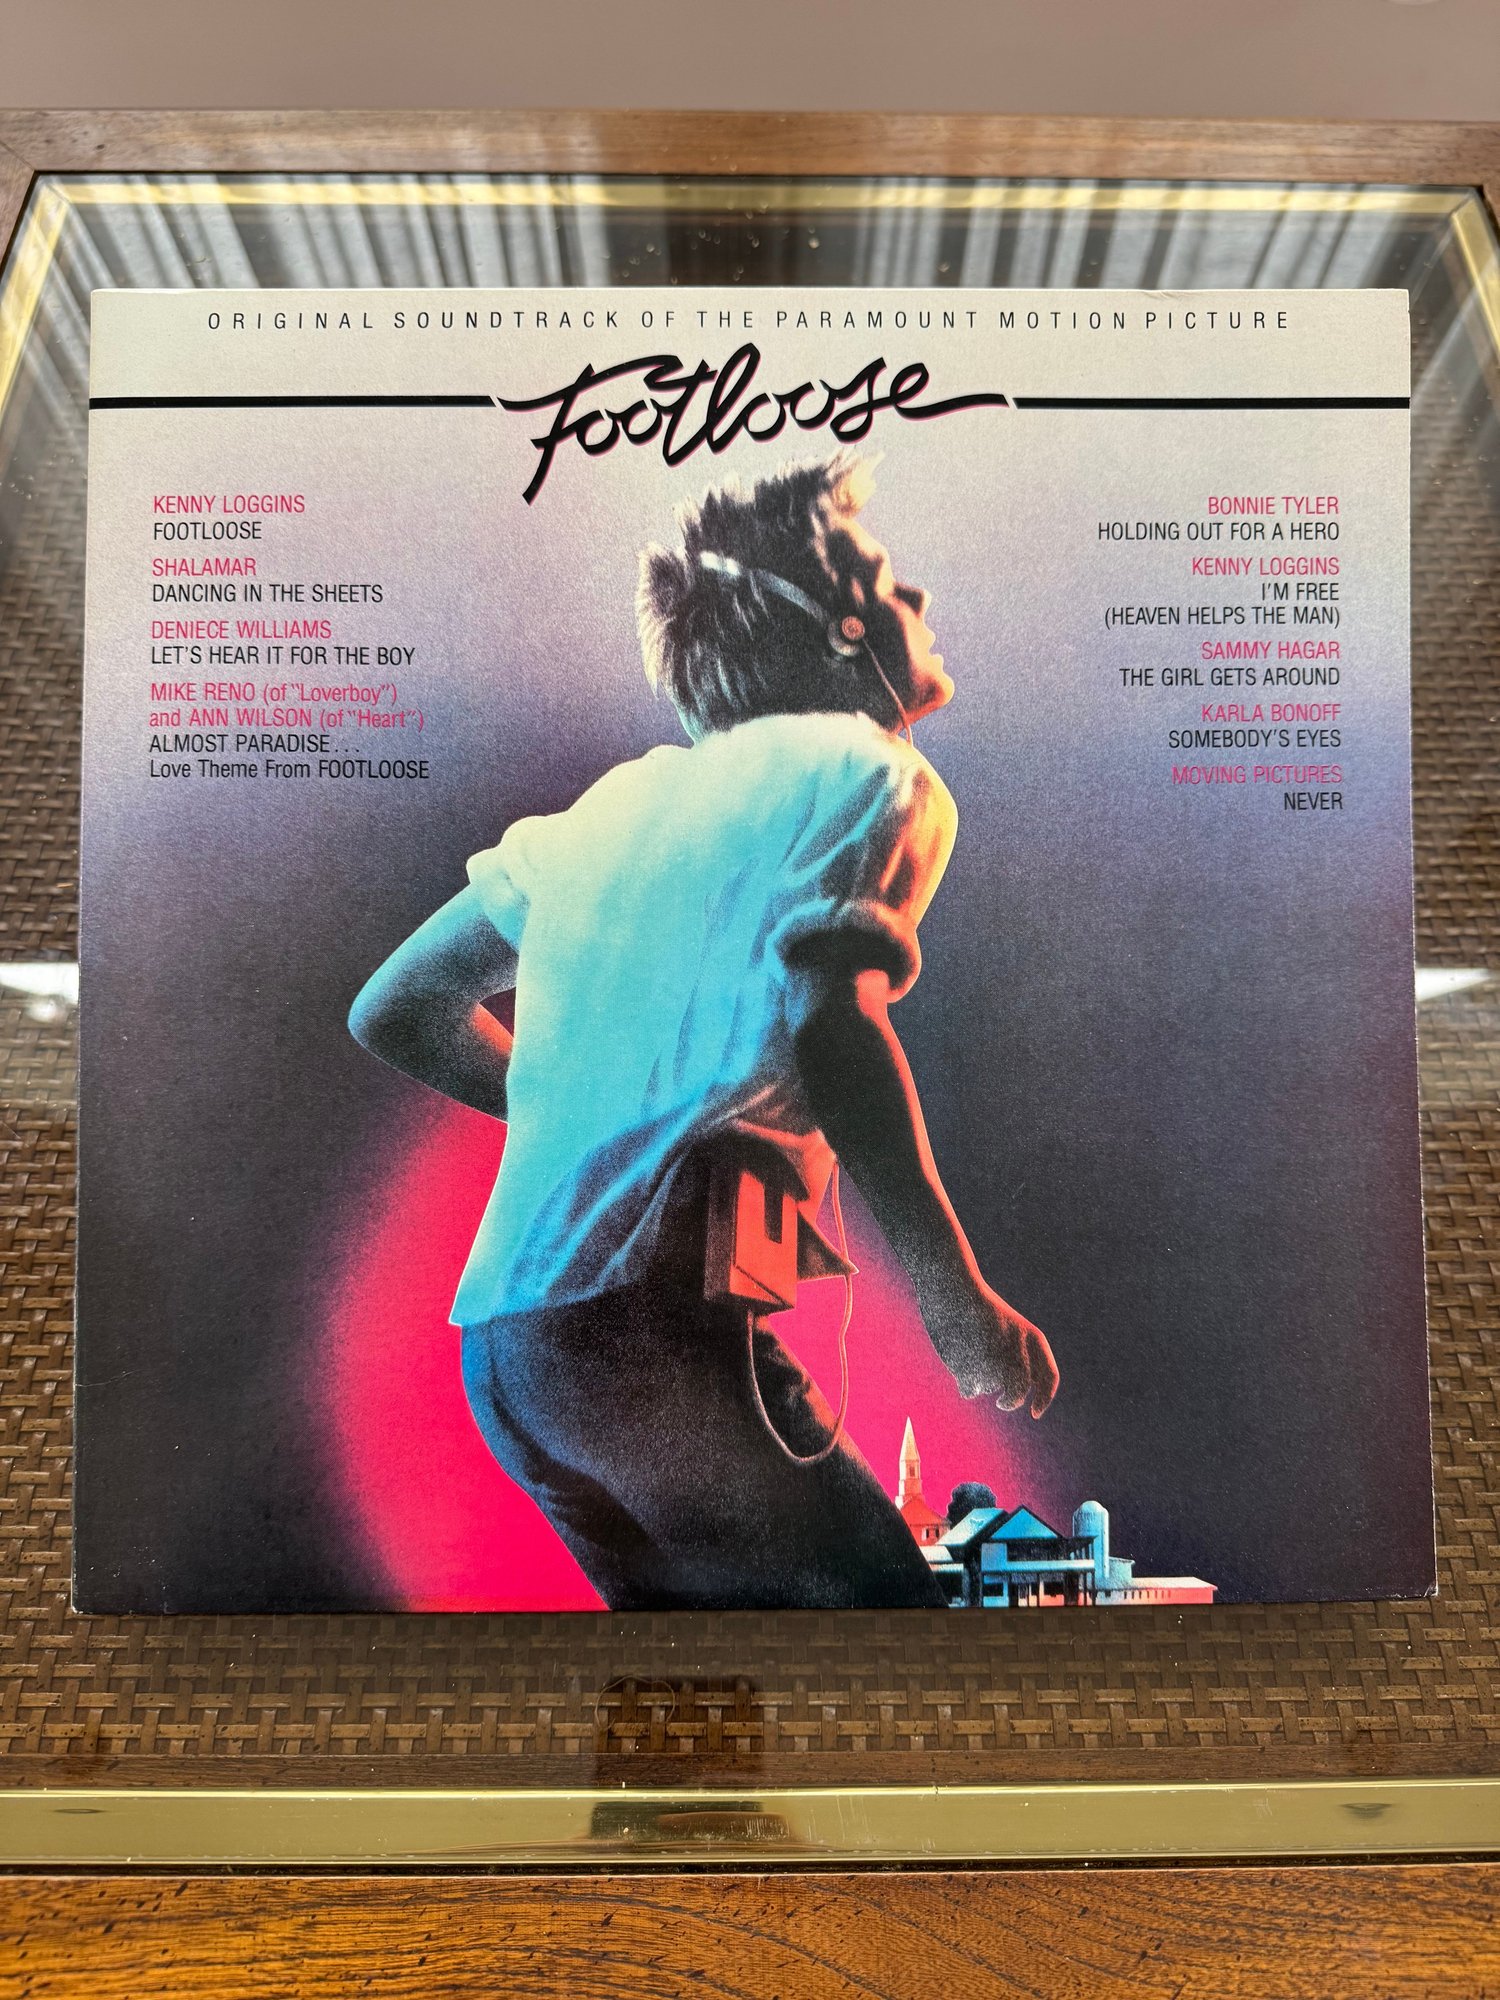 ORIGINAL SOUNDTRACK OF THE PARAMOUNT MOTION PICTURE
Footloose
KENNY LOGGINS
FOOTLOOSE
SHALAMAR
DANCING IN THE SHEETS
DENIECE WILLIAMS
LET'S HEAR IT FOR THE BOY
MIKE RENO (of "Loverboy")
and ANN WILSON (of "Heart")
ALMOST PARADISE...
Love Theme From FOOTLOOSE
BONNIE TYLER
HOLDING OUT FOR A HERO
KENNY LOGGINS
I'M FREE
(HEAVEN HELPS THE MAN)
SAMMY HAGAR
THE GIRL GETS AROUND
KARLA BONOFF
SOMEBODY'S EYES
MOVING PICTURES
NEVER